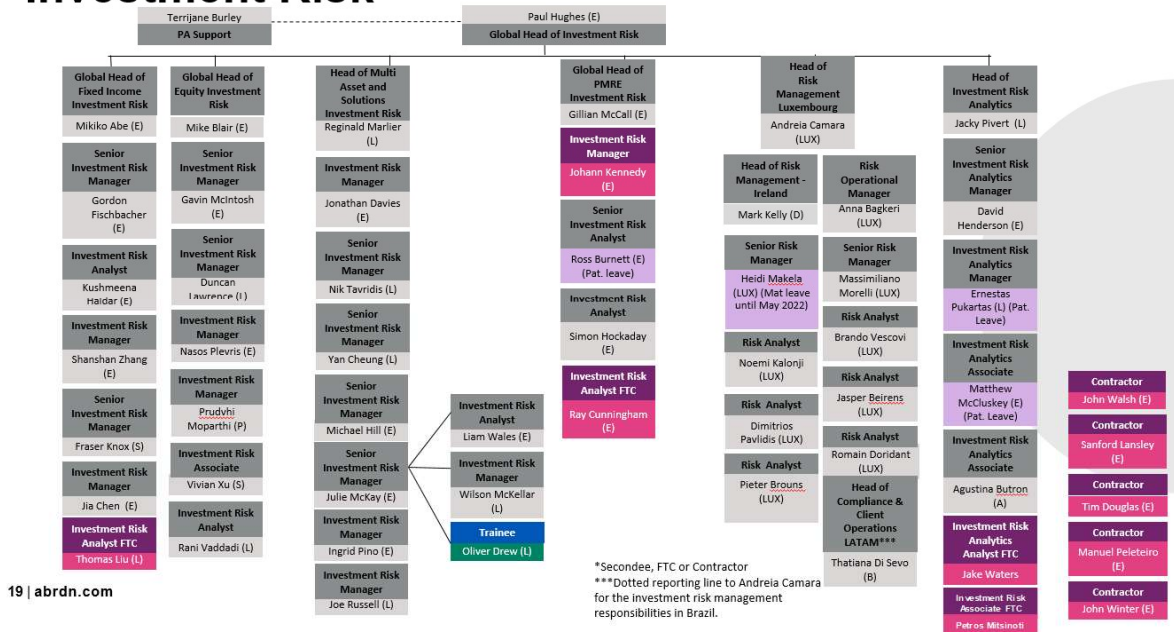 Investment Risk
Terrijane Burley
PA Support
Paul Hughes (E)
Global Head of Investment Risk
Global Head of
Fixed Income
Investment Risk
Mikiko Abe (E)
Senior
Investment Risk
Manager
Gordon
Fischbacher
(E)
Investment Risk
Analyst
Kushmeena
Haidar (E)
Investment Risk
Manager
Shanshan Zhang
(E)
Senior
Investment Risk
Manager
Fraser Knox (S)
Investment Risk
Manager
Jia Chen (E)
Investment Risk
Analyst FTC
Thomas Liu (L)
Global Head of
Equity Investment
Risk
Mike Blair (E)
Senior
Investment Risk
Manager
Gavin McIntosh
(E)
Senior
Investment Risk
Manager
Duncan
Lawrence (L)
Investment Risk
Manager
Nasos Plevris (E)
Investment Risk
Manager
Prudvhi
Moparthi (P)
Investment Risk
Associate
Vivian Xu (S)
Investment Risk
Analyst
Rani Vaddadi (L)
Head of Multi
Asset and
Solutions
Investment Risk
Reginald Marlier
(L)
Investment Risk
Manager
Jonathan Davies
(E)
Senior
Investment Risk
Manager
Nik Tavridis (L)
Senior
Investment Risk
Manager
Yan Cheung (L)
Senior
Investment Risk
Manager
Michael Hill (E)
Senior
Investment Risk
Manager
Julie McKay (E)
Investment Risk
Manager
Ingrid Pino (E)
Investment Risk
Manager
Joe Russell (L)
Investment Risk
Analyst
Liam Wales (E)
Investment Risk
Manager
Wilson McKellar
(L)
Trainee
Oliver Drew (L)
Global Head of
PMRE
Investment Risk
Gillian McCall (E)
Investment Risk
Manager
Johann Kennedy
(E)
Senior
Investment Risk
Analyst
Ross Burnett (E)
(Pat. leave)
Investment Risk
Analyst
Simon Hockaday
(E)
Investment Risk
Analyst FTC
Ray Cunningham
(E)
Head of
Risk
Management
Luxembourg
Andreia Camara
(LUX)
Head of Risk
Management -
Ireland
Mark Kelly (D)
Senior Risk
Manager
Heidi Makela
(LUX) (Mat leave
until May 2022)
Risk Analyst
Noemi Kalonji
(LUX)
Risk Analyst
Dimitrios
Pavlidis (LUX)
Risk Analyst
Pieter Brouns
(LUX)
Risk
Operational
Manager
Anna Bagkeri
(LUX)
Senior Risk
Manager
Massimiliano
Morelli (LUX)
Risk Analyst
Brando Vescovi
(LUX)
Risk Analyst
Jasper Beirens
(LUX)
Risk Analyst
Romain Doridant
(LUX)
Head of
Compliance &
Client
Operations
LATAM***
Thatiana Di Sevo
(B)
Head of
Investment Risk
Analytics
Jacky Pivert (L)
Senior
Investment Risk
Analytics
Manager
David
Henderson (E)
Investment Risk
Analytics
Manager
Ernestas
Pukartas (L) (Pat.
Leave)
Investment Risk
Analytics
Associate
Matthew
McCluskey (E)
(Pat. Leave)
Investment Risk
Analytics
Associate
Agustina Butron
(A)
Investment Risk
Analytics
Analyst FTC
Jake Waters
Investment Risk
Associate FTC
Petros Mitsinoti
Contractor
John Walsh (E)
Contractor
Sanford Lansley
(E)
Contractor
Tim Douglas (E)
Contractor
Manuel Peleteiro
(E)
Contractor
John Winter (E)
*Secondee, FTC or Contractor
***Dotted reporting line to Andreia Camara
for the investment risk management
responsibilities in Brazil.
19 | abrdn.com